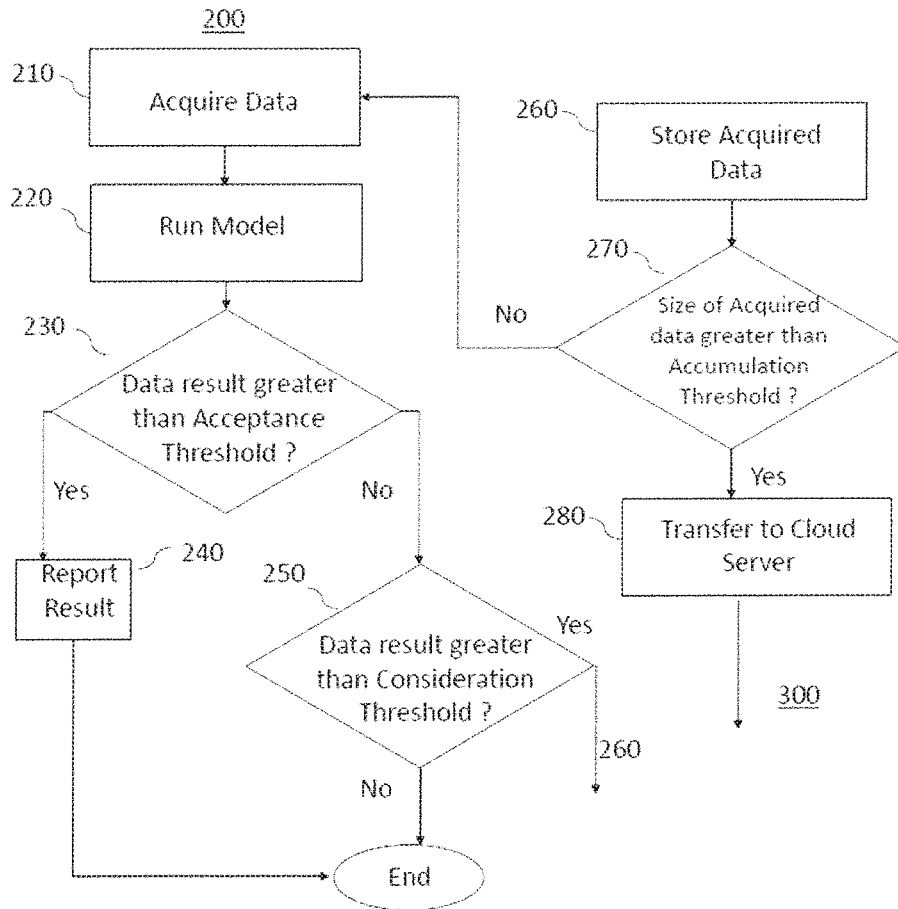 200
210
Acquire Data
220
Run Model
230
Data result greater
than Acceptance
Threshold ?
Yes
No
240
Report
Result
250
Data result greater
than Consideration
Threshold ?
Yes
260
No
End
260
Store Acquired
Data
270
Size of Acquired
data greater than
Accumulation
Threshold ?
No
Yes
280
Transfer to Cloud
Server
300